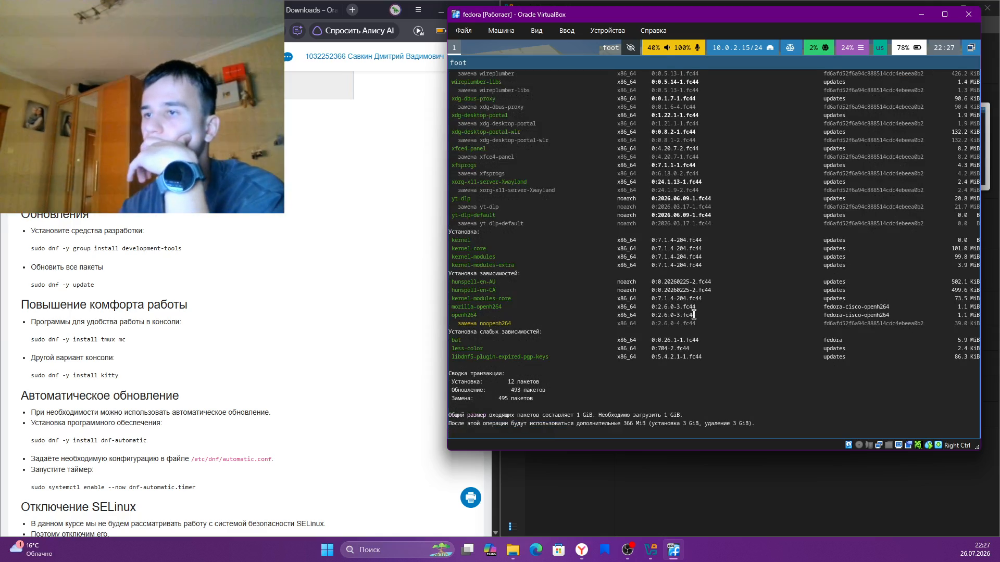 Downloads – Ora
Спросить Алису AI
1032252366 Савкин Дмитрий Вадимович
Обновления
Установите средства разработки:
sudo dnf -y group install development-tools
Обновить все пакеты
sudo dnf -y update
Повышение комфорта работы
Программы для удобства работы в консоли:
sudo dnf -y install tmux mc
Другой вариант консоли:
sudo dnf -y install kitty
Автоматическое обновление
При необходимости можно использовать автоматическое обновление.
Установка программного обеспечения:
sudo dnf -y install dnf-automatic
Задаёте необходимую конфигурацию в файле /etc/dnf/automatic.conf.
Запустите таймер:
sudo systemctl enable --now dnf-automatic.timer
Отключение SELinux
В данном курсе мы не будем рассматривать работу с системой безопасности SELinux.
Поэтому отключим его.
fedora [Работает] - Oracle VirtualBox
Файл Машина Вид Ввод Устройства Справка
1 foot 40% 100% 10.0.2.15/24 2% 24% us 78% 22:27
foot
замена wireplumber x86_64 0:0.5.13-1.fc44 fd6afd52f6a94c888514cdc4ebeea0b2 426.2 KiB
wireplumber-libs x86_64 0:0.5.14-1.fc44 updates 1.4 MiB
замена wireplumber-libs x86_64 0:0.5.13-1.fc44 fd6afd52f6a94c888514cdc4ebeea0b2 1.3 MiB
xdg-dbus-proxy x86_64 0:0.1.7-1.fc44 updates 90.6 KiB
замена xdg-dbus-proxy x86_64 0:0.1.6-4.fc44 fd6afd52f6a94c888514cdc4ebeea0b2 90.4 KiB
xdg-desktop-portal x86_64 0:1.22.1-1.fc44 updates 1.9 MiB
замена xdg-desktop-portal x86_64 0:1.21.1-1.fc44 fd6afd52f6a94c888514cdc4ebeea0b2 1.9 MiB
xdg-desktop-portal-wlr x86_64 0:0.8.2-1.fc44 updates 132.2 KiB
замена xdg-desktop-portal-wlr x86_64 0:0.8.1-2.fc44 fd6afd52f6a94c888514cdc4ebeea0b2 132.2 KiB
xfce4-panel x86_64 0:4.20.7-2.fc44 updates 8.2 MiB
замена xfce4-panel x86_64 0:4.20.7-1.fc44 fd6afd52f6a94c888514cdc4ebeea0b2 8.2 MiB
xfsprogs x86_64 0:7.1.1-1.fc44 updates 4.3 MiB
замена xfsprogs x86_64 0:6.18.0-2.fc44 fd6afd52f6a94c888514cdc4ebeea0b2 4.2 MiB
xorg-x11-server-Xwayland x86_64 0:24.1.13-1.fc44 updates 2.4 MiB
замена xorg-x11-server-Xwayland x86_64 0:24.1.9-2.fc44 fd6afd52f6a94c888514cdc4ebeea0b2 2.4 MiB
yt-dlp noarch 0:2026.06.09-1.fc44 updates 20.8 MiB
замена yt-dlp noarch 0:2026.03.17-1.fc44 fd6afd52f6a94c888514cdc4ebeea0b2 21.7 MiB
yt-dlp+default noarch 0:2026.06.09-1.fc44 updates 0.0 B
замена yt-dlp+default noarch 0:2026.03.17-1.fc44 fd6afd52f6a94c888514cdc4ebeea0b2 0.0 B
Установка:
kernel x86_64 0:7.1.4-204.fc44 updates 0.0 B
kernel-core x86_64 0:7.1.4-204.fc44 updates 101.0 MiB
kernel-modules x86_64 0:7.1.4-204.fc44 updates 99.8 MiB
kernel-modules-extra x86_64 0:7.1.4-204.fc44 updates 3.9 MiB
Установка зависимостей:
hunspell-en-AU noarch 0:0.20260225-2.fc44 updates 502.1 KiB
hunspell-en-CA noarch 0:0.20260225-2.fc44 updates 499.6 KiB
kernel-modules-core x86_64 0:7.1.4-204.fc44 updates 73.5 MiB
mozilla-openh264 x86_64 0:2.6.0-3.fc44 fedora-cisco-openh264 1.1 MiB
openh264 x86_64 0:2.6.0-3.fc44 fedora-cisco-openh264 1.1 MiB
замена noopenh264 x86_64 0:2.6.0-4.fc44 fd6afd52f6a94c888514cdc4ebeea0b2 39.0 KiB
Установка слабых зависимостей:
bat x86_64 0:0.26.1-1.fc44 fedora 5.9 MiB
less-color x86_64 0:704-2.fc44 updates 2.4 KiB
libdnf5-plugin-expired-pgp-keys x86_64 0:5.4.2.1-1.fc44 updates 86.3 KiB
Сводка транзакции:
Установка: 12 пакетов
Обновление: 493 пакетов
Замена: 495 пакетов
Общий размер входящих пакетов составляет 1 GiB. Необходимо загрузить 1 GiB.
После этой операции будут использоваться дополнительные 366 MiB (установка 3 GiB, удаление 3 GiB).
Right Ctrl
1
16°C
Облачно
Поиск
M365
22:27
26.07.2026